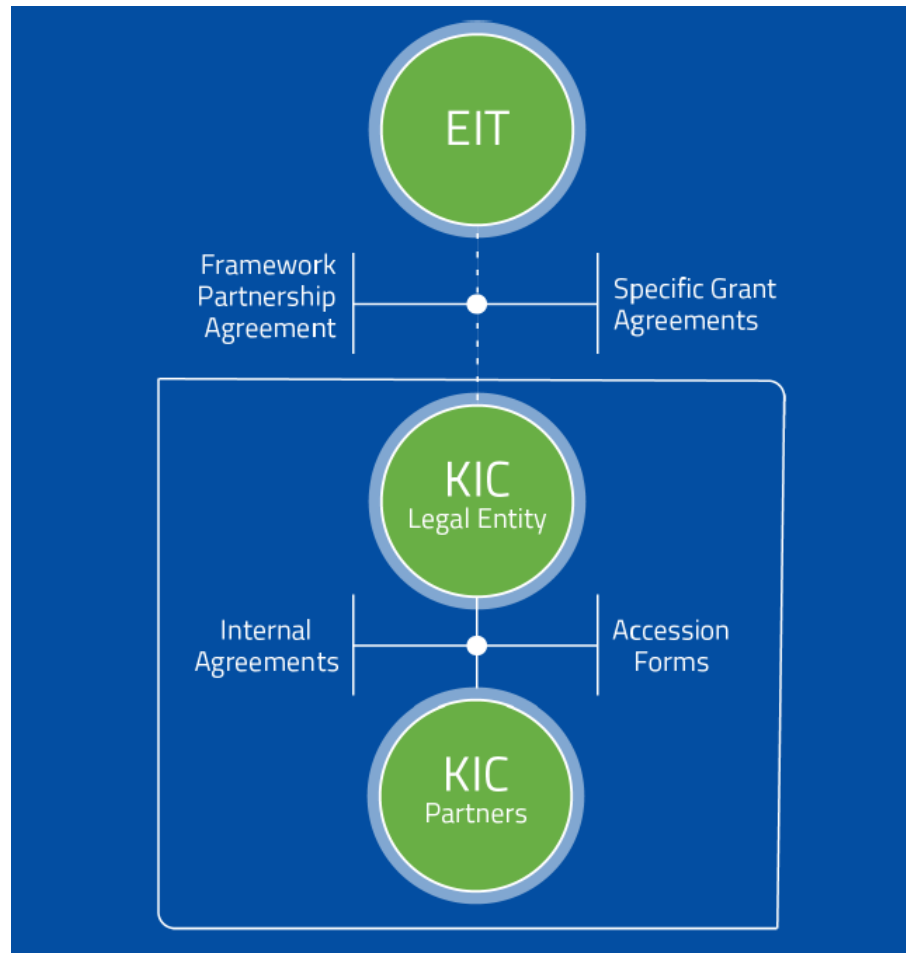 EIT
Framework
Partnership
Agreement
Specific Grant
Agreements
KIC
Legal Entity
Internal
Agreements
Accession
Forms
KIC
Partners